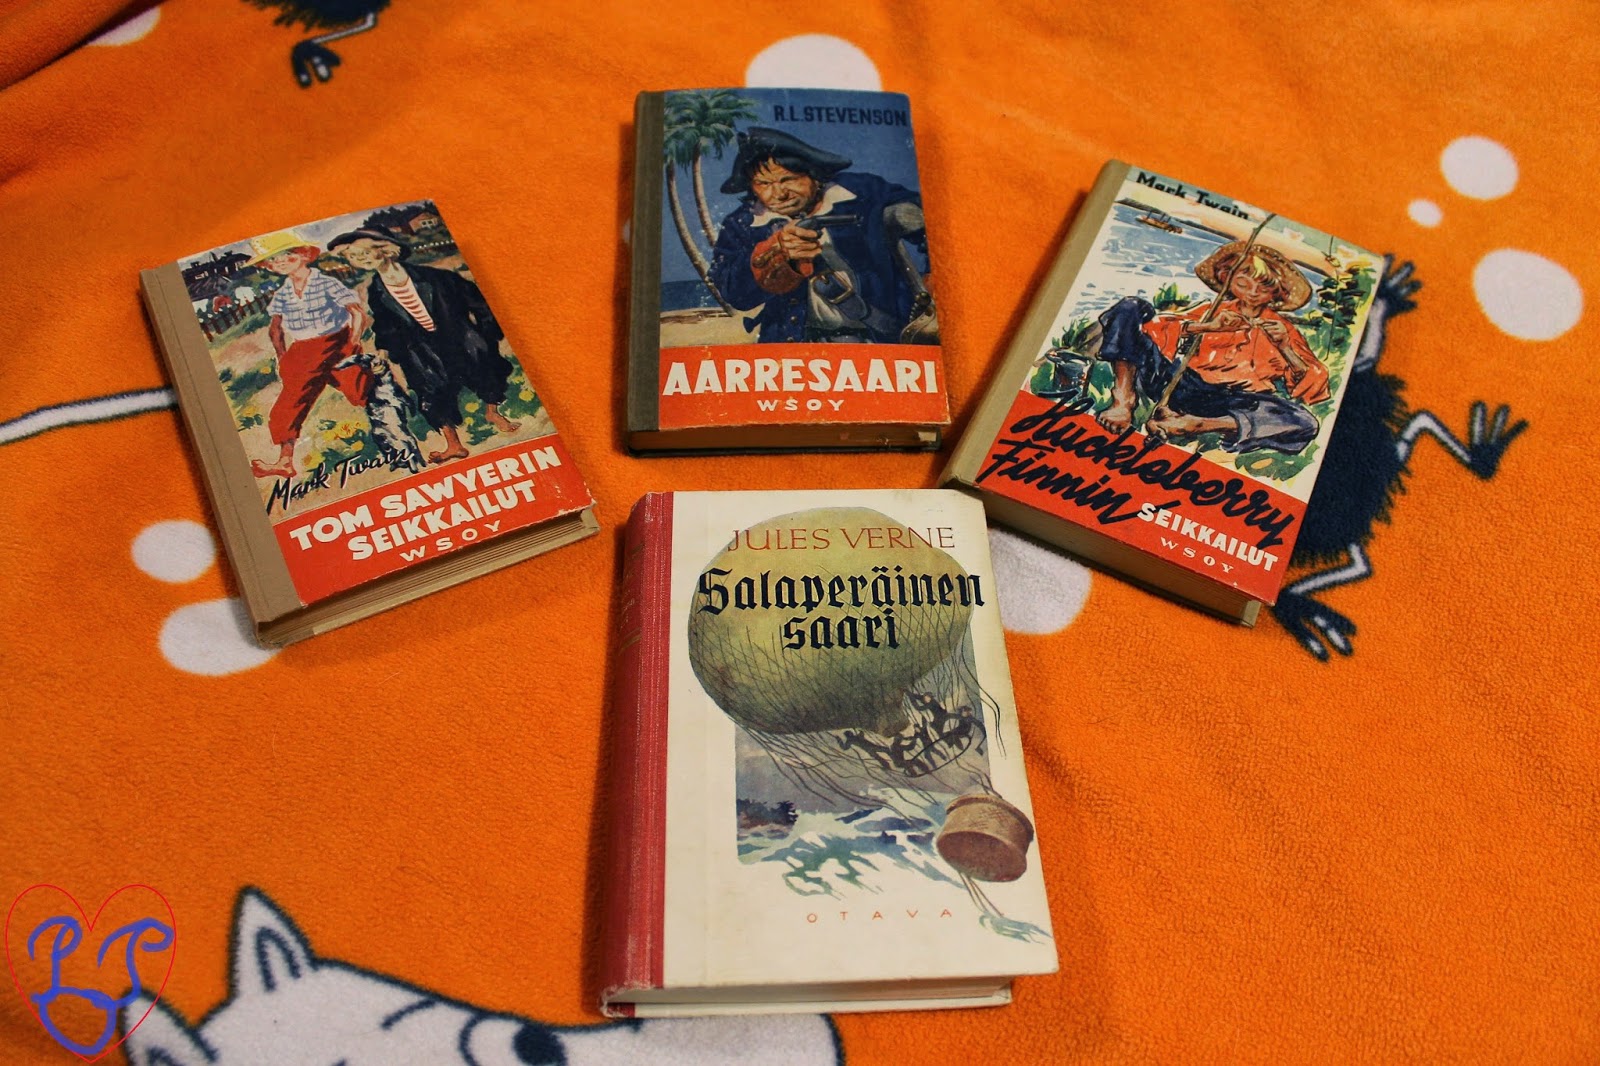 Mark Twain
TOM SAWYERIN
SEIKKAILUT
WSOY
R.L.STEVENSON
AARRESAARI
WSOY
Mark Twain
Huckleberry
Finnin
SEIKKAILUT
WSOY
JULES VERNE
Salaperäinen
saari
OTAVA